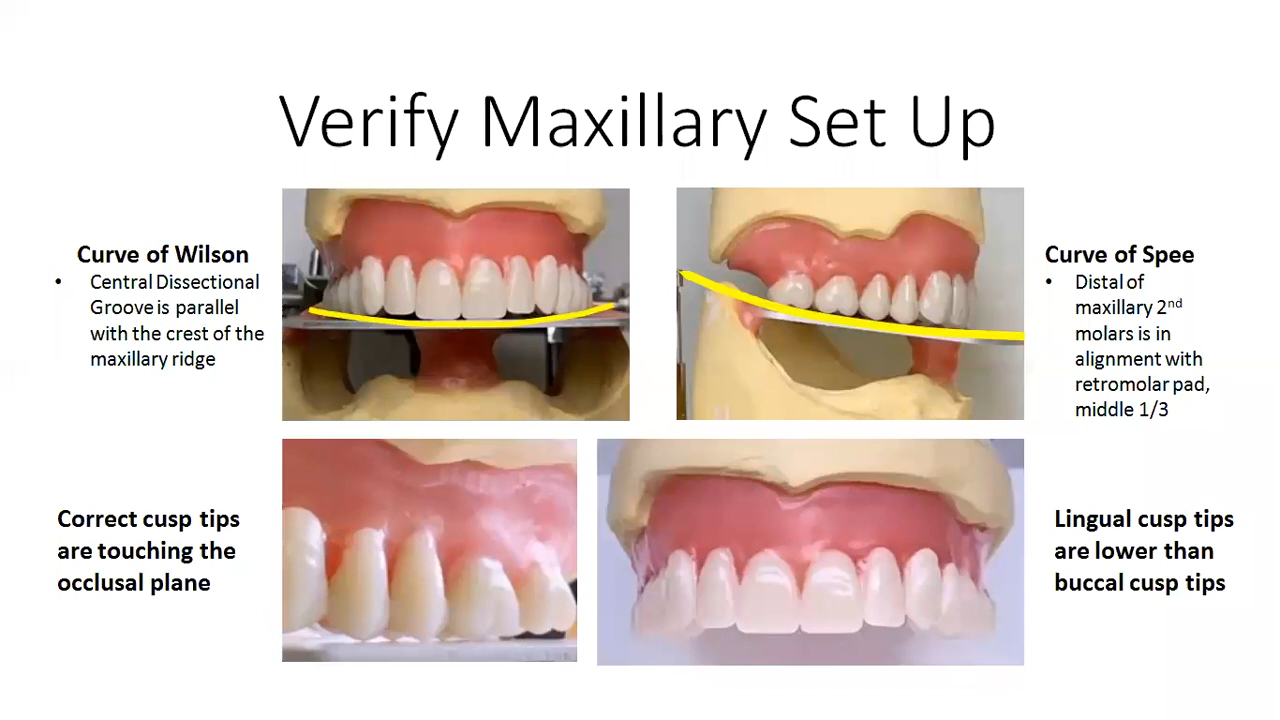 Verify Maxillary Set Up
Curve of Wilson
• Central Dissectional
Groove is parallel
with the crest of the
maxillary ridge
Curve of Spee
• Distal of
maxillary 2nd
molars is in
alignment with
retromolar pad,
middle 1/3
Correct cusp tips
are touching the
occlusal plane
Lingual cusp tips
are lower than
buccal cusp tips